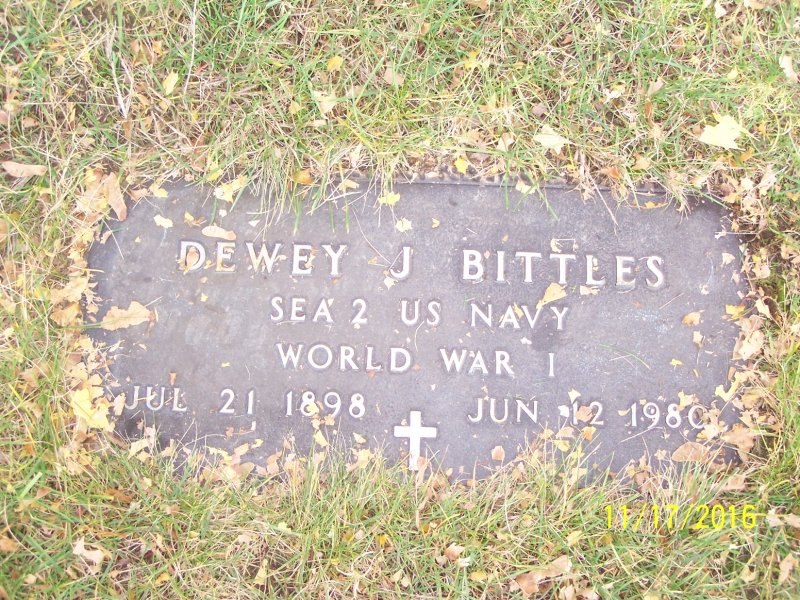 DEWEY J BITTLES
SEA 2 US NAVY
WORLD WAR I
JUL 21 1898 JUN 12 1980
11/17/2016